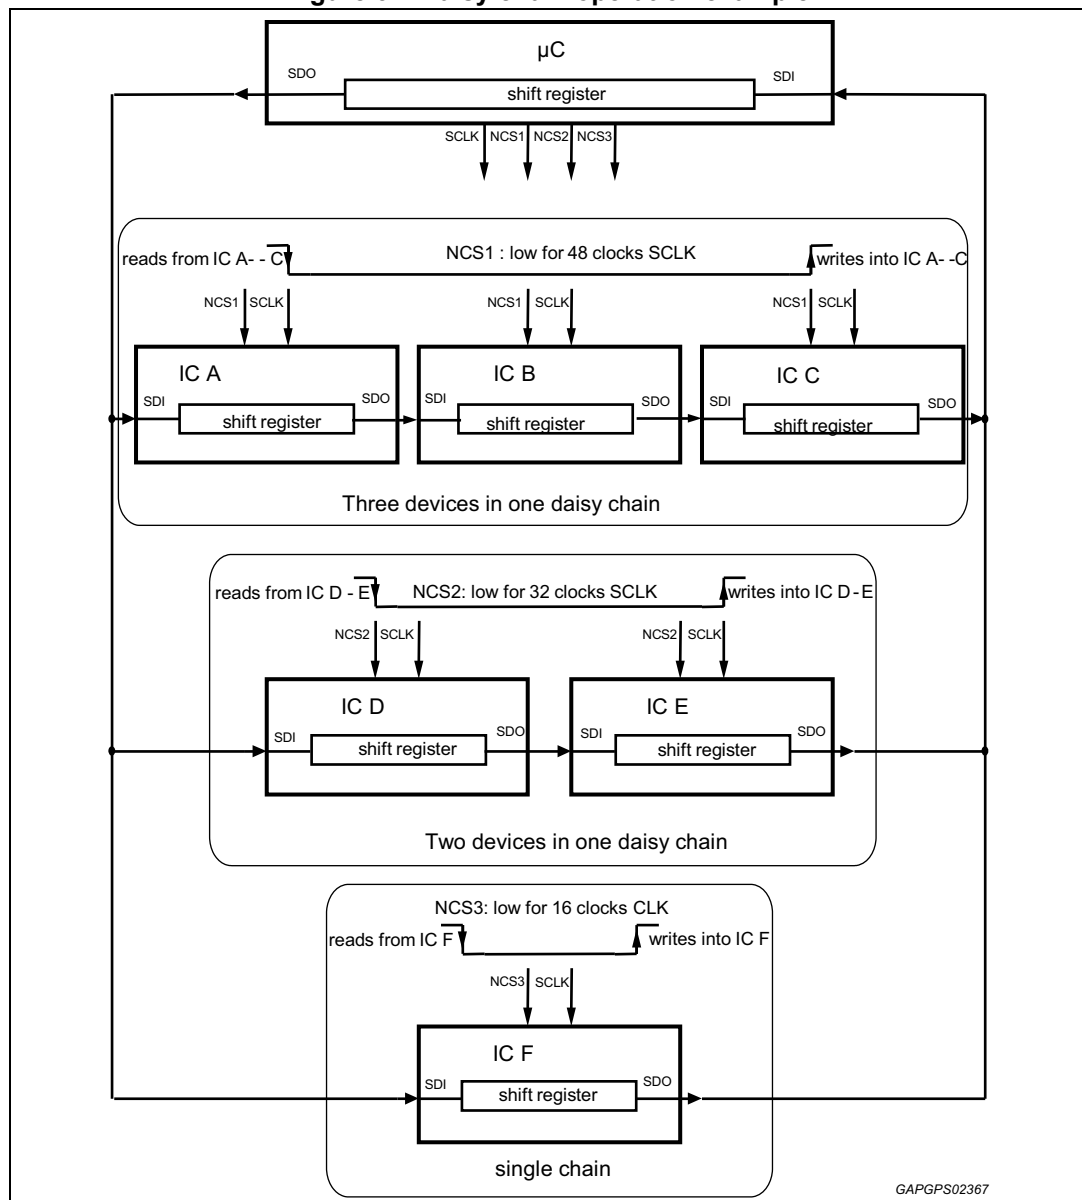 µC
SDO
SDI
shift register
SCLK NCS1 NCS2 NCS3
NCS1 : low for 48 clocks SCLK
reads from IC A- - C
writes into IC A- -C
NCS1 SCLK
NCS1 SCLK
NCS1 SCLK
IC A
IC B
IC C
SDI
SDO
SDI
SDO
SDI
SDO
shift register
shift register
shift register
Three devices in one daisy chain
reads from IC D - E
NCS2: low for 32 clocks SCLK
writes into IC D - E
NCS2 SCLK
NCS2 SCLK
IC D
IC E
SDI
SDO
SDI
SDO
shift register
shift register
Two devices in one daisy chain
NCS3: low for 16 clocks CLK
reads from IC F
writes into IC F
NCS3 SCLK
IC F
SDI
SDO
shift register
single chain
GAPGPS02367